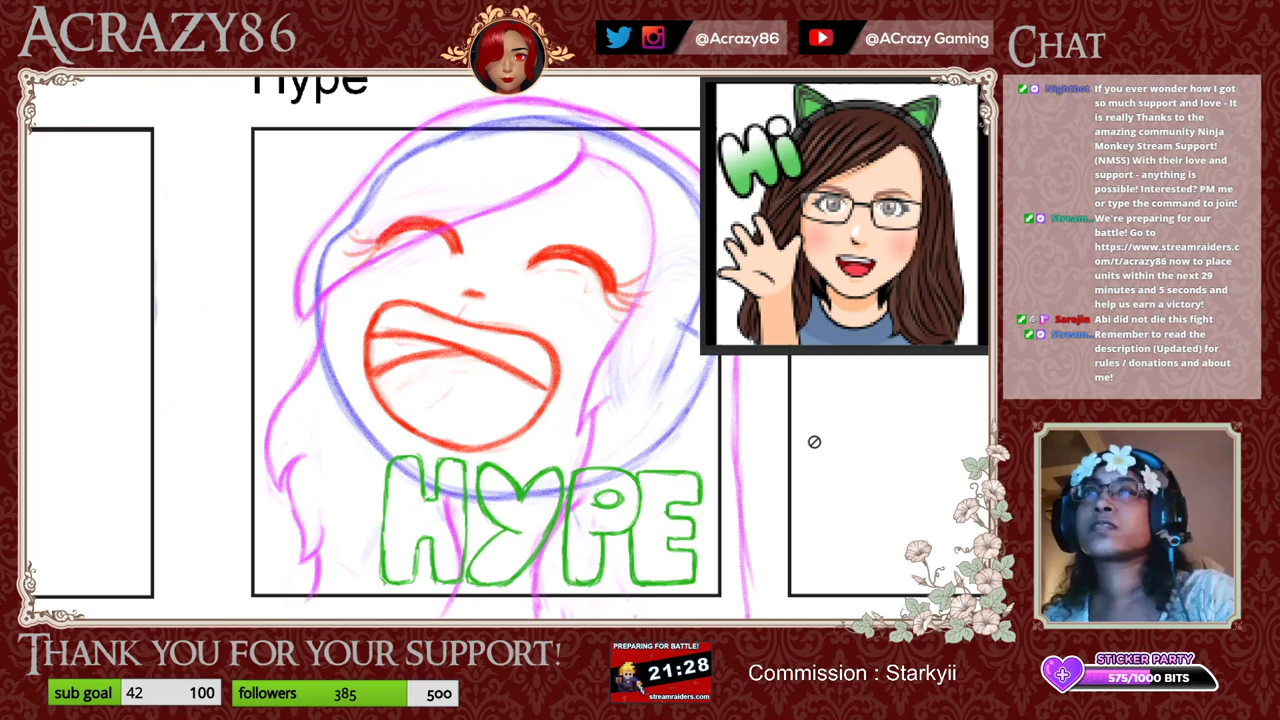 ACRAZY86
@Acrazy86
@ACrazy Gaming
CHAT
Hype
Hi
HYPE
Nightbot If you ever wonder how I got
so much support and love - It
is really Thanks to the
amazing community Ninja
Monkey Stream Support!
(NMSS) With their love and
support - anything is
possible! Interested? PM me
or type the command to join!
Stream... We're preparing for our
battle! Go to
https://www.streamraiders.c
om/t/acrazy86 now to place
units within the next 29
minutes and 5 seconds and
help us earn a victory!
Sarojin Abi did not die this fight
Stream... Remember to read the
description (Updated) for
rules / donations and about
me!
THANK YOU FOR YOUR SUPPORT!
sub goal 42 100
followers 385 500
PREPARING FOR BATTLE!
21:28
streamraiders.com
Commission : Starkyii
STICKER PARTY
575/1000 BITS